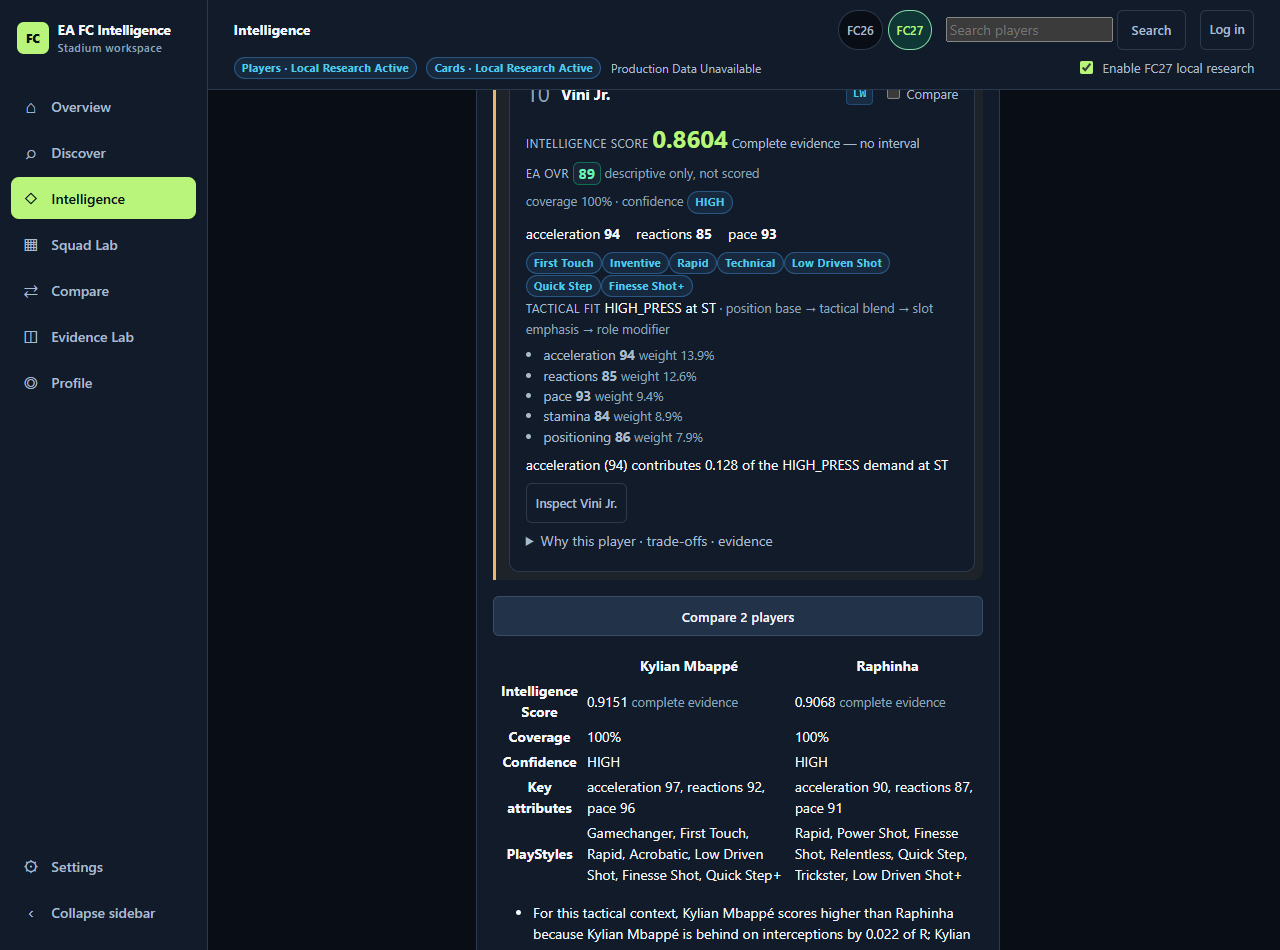 FC
EA FC Intelligence
Stadium workspace
Overview
Discover
Intelligence
Squad Lab
Compare
Evidence Lab
Profile
Settings
Collapse sidebar
Intelligence
FC26
FC27
Search players
Search
Log in
Players · Local Research Active
Cards · Local Research Active
Production Data Unavailable
Enable FC27 local research
10 Vini Jr.
LW
Compare
INTELLIGENCE SCORE 0.8604 Complete evidence — no interval
EA OVR 89 descriptive only, not scored
coverage 100% · confidence HIGH
acceleration 94 reactions 85 pace 93
First Touch Inventive Rapid Technical Low Driven Shot
Quick Step Finesse Shot+
TACTICAL FIT HIGH_PRESS at ST · position base → tactical blend → slot
emphasis → role modifier
• acceleration 94 weight 13.9%
• reactions 85 weight 12.6%
• pace 93 weight 9.4%
• stamina 84 weight 8.9%
• positioning 86 weight 7.9%
acceleration (94) contributes 0.128 of the HIGH_PRESS demand at ST
Inspect Vini Jr.
▶ Why this player · trade-offs · evidence
Compare 2 players
Kylian Mbappé Raphinha
Intelligence
Score
0.9151 complete evidence 0.9068 complete evidence
Coverage 100% 100%
Confidence HIGH HIGH
Key
attributes
acceleration 97, reactions 92,
pace 96
acceleration 90, reactions 87,
pace 91
PlayStyles
Gamechanger, First Touch,
Rapid, Acrobatic, Low Driven
Shot, Finesse Shot, Quick Step+
Rapid, Power Shot, Finesse
Shot, Relentless, Quick Step,
Trickster, Low Driven Shot+
• For this tactical context, Kylian Mbappé scores higher than Raphinha
because Kylian Mbappé is behind on interceptions by 0.022 of R; Kylian